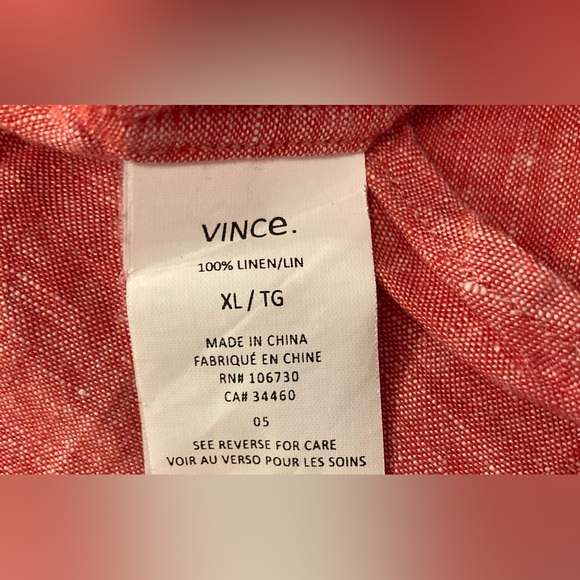 VINCe.
100% LINEN/LIN
XL / TG
MADE IN CHINA
FABRIQUÉ EN CHINE
RN# 106730
CA# 34460
05
SEE REVERSE FOR CARE
VOIR AU VERSO POUR LES SOINS